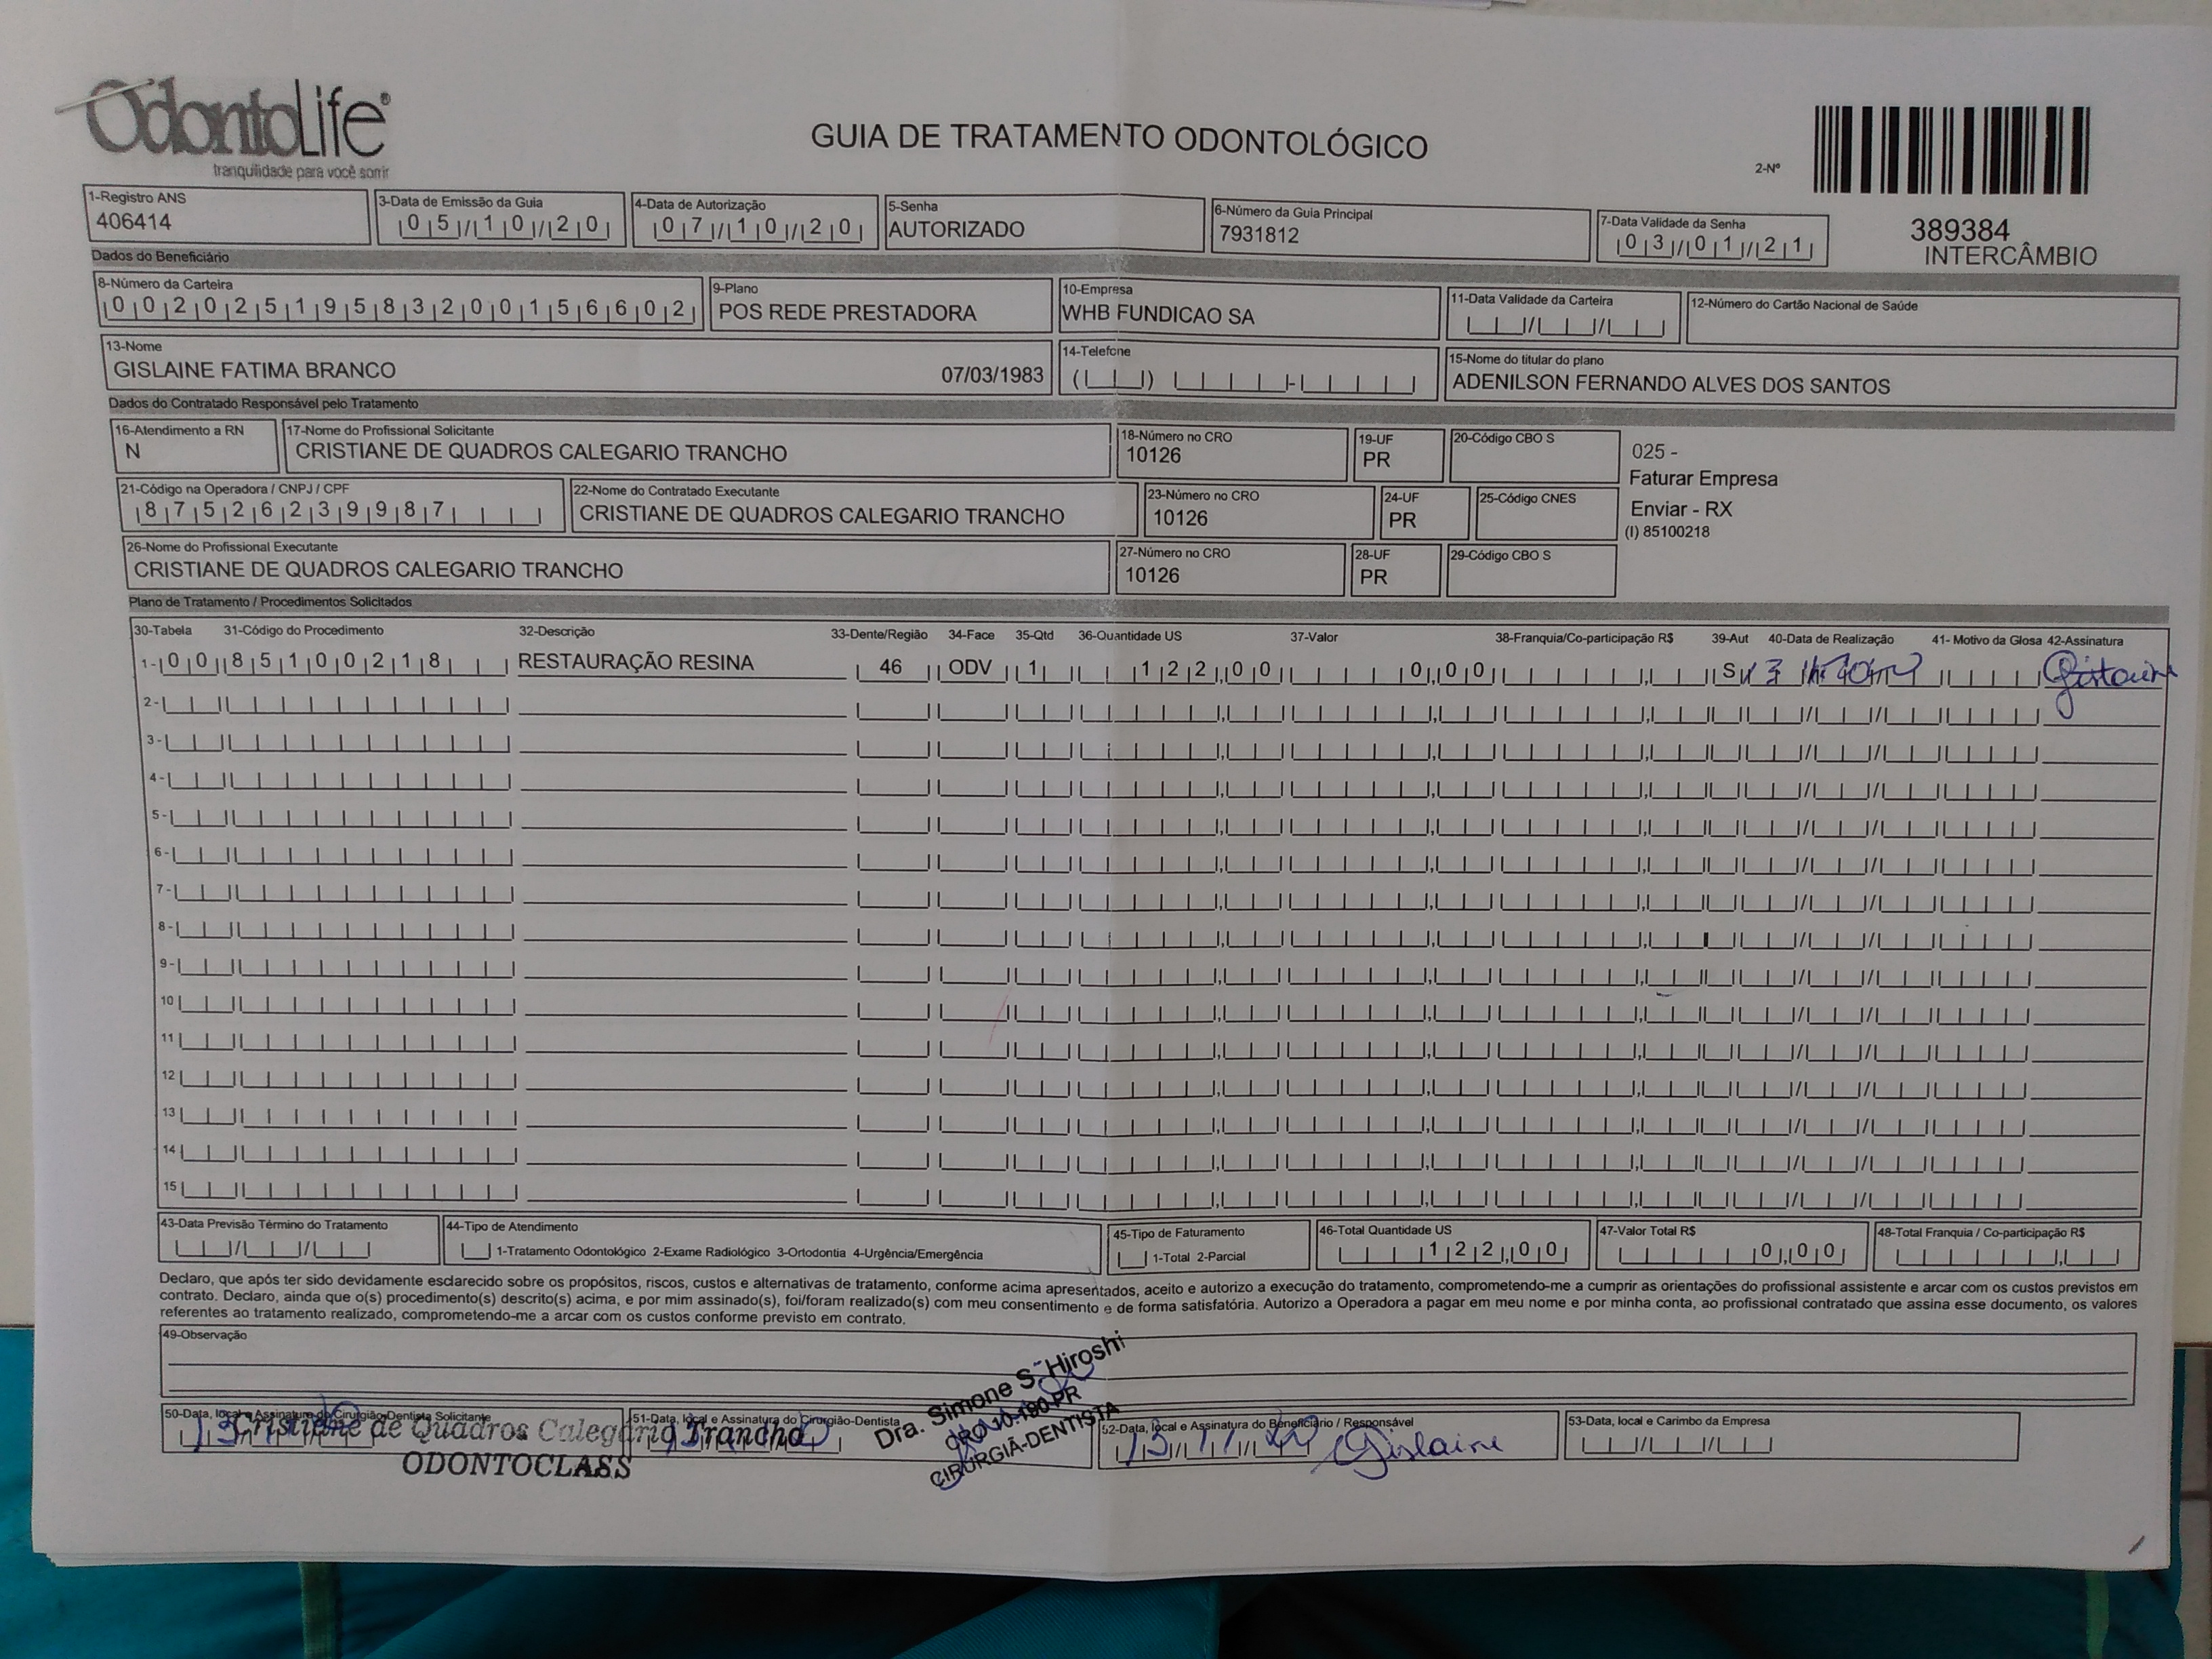 OdontoLife®
tranquilidade para você sorrir
GUIA DE TRATAMENTO ODONTOLÓGICO
2-Nº
389384
INTERCÂMBIO
1-Registro ANS
406414
3-Data de Emissão da Guia
05/10/20
4-Data de Autorização
07/10/20
5-Senha
AUTORIZADO
6-Número da Guia Principal
7931812
7-Data Validade da Senha
03/01/21
Dados do Beneficiário
8-Número da Carteira
00202519583200156602
9-Plano
POS REDE PRESTADORA
10-Empresa
WHB FUNDICAO SA
11-Data Validade da Carteira
12-Número do Cartão Nacional de Saúde
13-Nome
GISLAINE FATIMA BRANCO 07/03/1983
14-Telefone
15-Nome do titular do plano
ADENILSON FERNANDO ALVES DOS SANTOS
Dados do Contratado Responsável pelo Tratamento
16-Atendimento a RN
N
17-Nome do Profissional Solicitante
CRISTIANE DE QUADROS CALEGARIO TRANCHO
18-Número no CRO
10126
19-UF
PR
20-Código CBO S
025 -
Faturar Empresa
Enviar - RX
(I) 85100218
21-Código na Operadora / CNPJ / CPF
87526239987
22-Nome do Contratado Executante
CRISTIANE DE QUADROS CALEGARIO TRANCHO
23-Número no CRO
10126
24-UF
PR
25-Código CNES
26-Nome do Profissional Executante
CRISTIANE DE QUADROS CALEGARIO TRANCHO
27-Número no CRO
10126
28-UF
PR
29-Código CBO S
Plano de Tratamento / Procedimentos Solicitados
30-Tabela 31-Código do Procedimento 32-Descrição 33-Dente/Região 34-Face 35-Qtd 36-Quantidade US 37-Valor 38-Franquia/Co-participação R$ 39-Aut 40-Data de Realização 41- Motivo da Glosa 42-Assinatura
1- 00 85100218 RESTAURAÇÃO RESINA 46 ODV 1 122,00 0,00 S Gislaine
2-
3-
4-
5-
6-
7-
8-
9-
10
11
12
13
14
15
43-Data Previsão Término do Tratamento
44-Tipo de Atendimento
1-Tratamento Odontológico 2-Exame Radiológico 3-Ortodontia 4-Urgência/Emergência
45-Tipo de Faturamento
1-Total 2-Parcial
46-Total Quantidade US
122,00
47-Valor Total R$
0,00
48-Total Franquia / Co-participação R$
Declaro, que após ter sido devidamente esclarecido sobre os propósitos, riscos, custos e alternativas de tratamento, conforme acima apresentados, aceito e autorizo a execução do tratamento, comprometendo-me a cumprir as orientações do profissional assistente e arcar com os custos previstos em
contrato. Declaro, ainda que o(s) procedimento(s) descrito(s) acima, e por mim assinado(s), foi/foram realizado(s) com meu consentimento e de forma satisfatória. Autorizo a Operadora a pagar em meu nome e por minha conta, ao profissional contratado que assina esse documento, os valores
referentes ao tratamento realizado, comprometendo-me a arcar com os custos conforme previsto em contrato.
49-Observação
50-Data, local e Assinatura do Cirurgião-Dentista Solicitante
Cristiane de Quadros Calegário Trancho
ODONTOCLASS
51-Data, local e Assinatura do Cirurgião-Dentista
Dra. Simone S. Hiroshi
CRO 10.190-PR
CIRURGIÃ-DENTISTA
52-Data, local e Assinatura do Beneficiário / Responsável
13/11/20 Gislaine
53-Data, local e Carimbo da Empresa